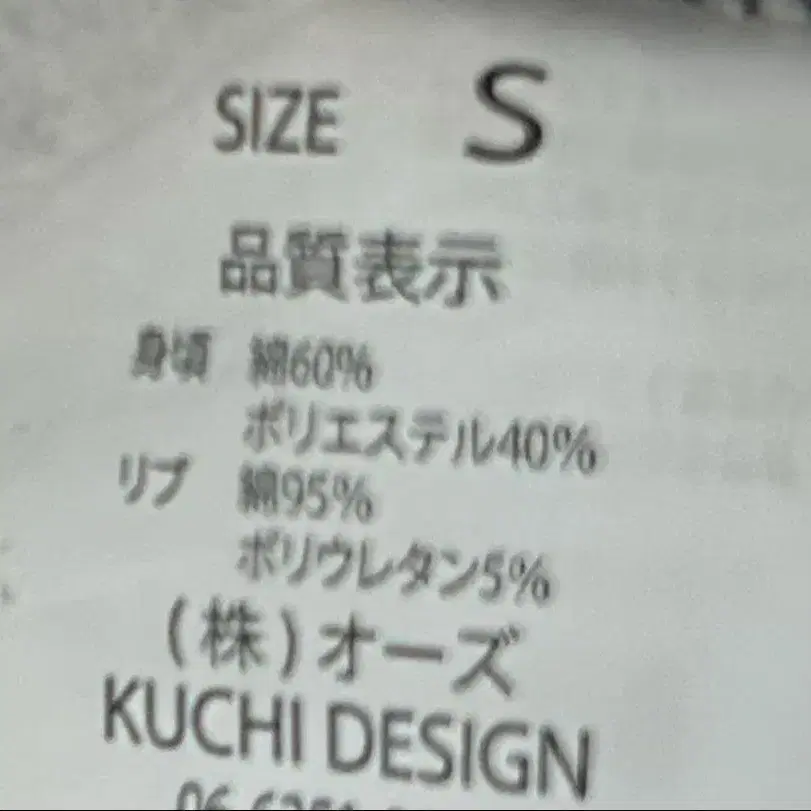 SIZE S
品質表示
身頃 綿60%
ポリエステル40%
リブ 綿95%
ポリウレタン5%
(株)オーズ
KUCHI DESIGN